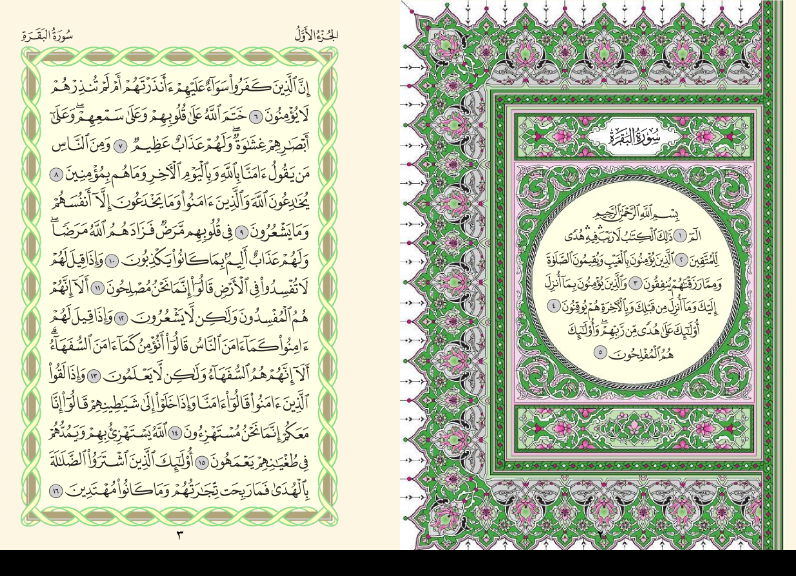 سُورَةُ البَقَرَةِ
بِسْمِ ٱللَّهِ ٱلرَّحْمَٰنِ ٱلرَّحِيمِ
الٓمٓ ١ ذَٰلِكَ ٱلْكِتَٰبُ لَا رَيْبَ ۛ فِيهِ ۛ هُدًى
لِّلْمُتَّقِينَ ٢ ٱلَّذِينَ يُؤْمِنُونَ بِٱلْغَيْبِ وَيُقِيمُونَ ٱلصَّلَوٰةَ
وَمِمَّا رَزَقْنَٰهُمْ يُنفِقُونَ ٣ وَٱلَّذِينَ يُؤْمِنُونَ بِمَآ أُنزِلَ
إِلَيْكَ وَمَآ أُنزِلَ مِن قَبْلِكَ وَبِٱلْءَاخِرَةِ هُمْ يُوقِنُونَ ٤
أُو۟لَٰٓئِكَ عَلَىٰ هُدًى مِّن رَّبِّهِمْ ۖ وَأُو۟لَٰٓئِكَ
هُمُ ٱلْمُفْلِحُونَ ٥
٢
الجُزْءُ الأَوَّلُ
سُورَةُ البَقَرَةِ
إِنَّ ٱلَّذِينَ كَفَرُوا۟ سَوَآءٌ عَلَيْهِمْ ءَأَنذَرْتَهُمْ أَمْ لَمْ تُنذِرْهُمْ
لَا يُؤْمِنُونَ ٦ خَتَمَ ٱللَّهُ عَلَىٰ قُلُوبِهِمْ وَعَلَىٰ سَمْعِهِمْ ۖ وَعَلَىٰٓ
أَبْصَٰرِهِمْ غِشَٰوَةٌ ۖ وَلَهُمْ عَذَابٌ عَظِيمٌ ٧ وَمِنَ ٱلنَّاسِ
مَن يَقُولُ ءَامَنَّا بِٱللَّهِ وَبِٱلْيَوْمِ ٱلْءَاخِرِ وَمَا هُم بِمُؤْمِنِينَ ٨
يُخَٰدِعُونَ ٱللَّهَ وَٱلَّذِينَ ءَامَنُوا۟ وَمَا يَخْدَعُونَ إِلَّآ أَنفُسَهُمْ
وَمَا يَشْعُرُونَ ٩ فِى قُلُوبِهِم مَّرَضٌ فَزَادَهُمُ ٱللَّهُ مَرَضًا ۖ
وَلَهُمْ عَذَابٌ أَلِيمٌۢ بِمَا كَانُوا۟ يَكْذِبُونَ ١٠ وَإِذَا قِيلَ لَهُمْ
لَا تُفْسِدُوا۟ فِى ٱلْأَرْضِ قَالُوٓا۟ إِنَّمَا نَحْنُ مُصْلِحُونَ ١١ أَلَآ إِنَّهُمْ
هُمُ ٱلْمُفْسِدُونَ وَلَٰكِن لَّا يَشْعُرُونَ ١٢ وَإِذَا قِيلَ لَهُمْ
ءَامِنُوا۟ كَمَآ ءَامَنَ ٱلنَّاسُ قَالُوٓا۟ أَنُؤْمِنُ كَمَآ ءَامَنَ ٱلسُّفَهَآءُ ۗ
أَلَآ إِنَّهُمْ هُمُ ٱلسُّفَهَآءُ وَلَٰكِن لَّا يَعْلَمُونَ ١٣ وَإِذَا لَقُوا۟
ٱلَّذِينَ ءَامَنُوا۟ قَالُوٓا۟ ءَامَنَّا وَإِذَا خَلَوْا۟ إِلَىٰ شَيَٰطِينِهِمْ قَالُوٓا۟ إِنَّا
مَعَكُمْ إِنَّمَا نَحْنُ مُسْتَهْزِءُونَ ١٤ ٱللَّهُ يَسْتَهْزِئُ بِهِمْ وَيَمُدُّهُمْ
فِى طُغْيَٰنِهِمْ يَعْمَهُونَ ١٥ أُو۟لَٰٓئِكَ ٱلَّذِينَ ٱشْتَرَوُا۟ ٱلضَّلَٰلَةَ
بِٱلْهُدَىٰ فَمَا رَبِحَت تِّجَٰرَتُهُمْ وَمَا كَانُوا۟ مُهْتَدِينَ ١٦
٣